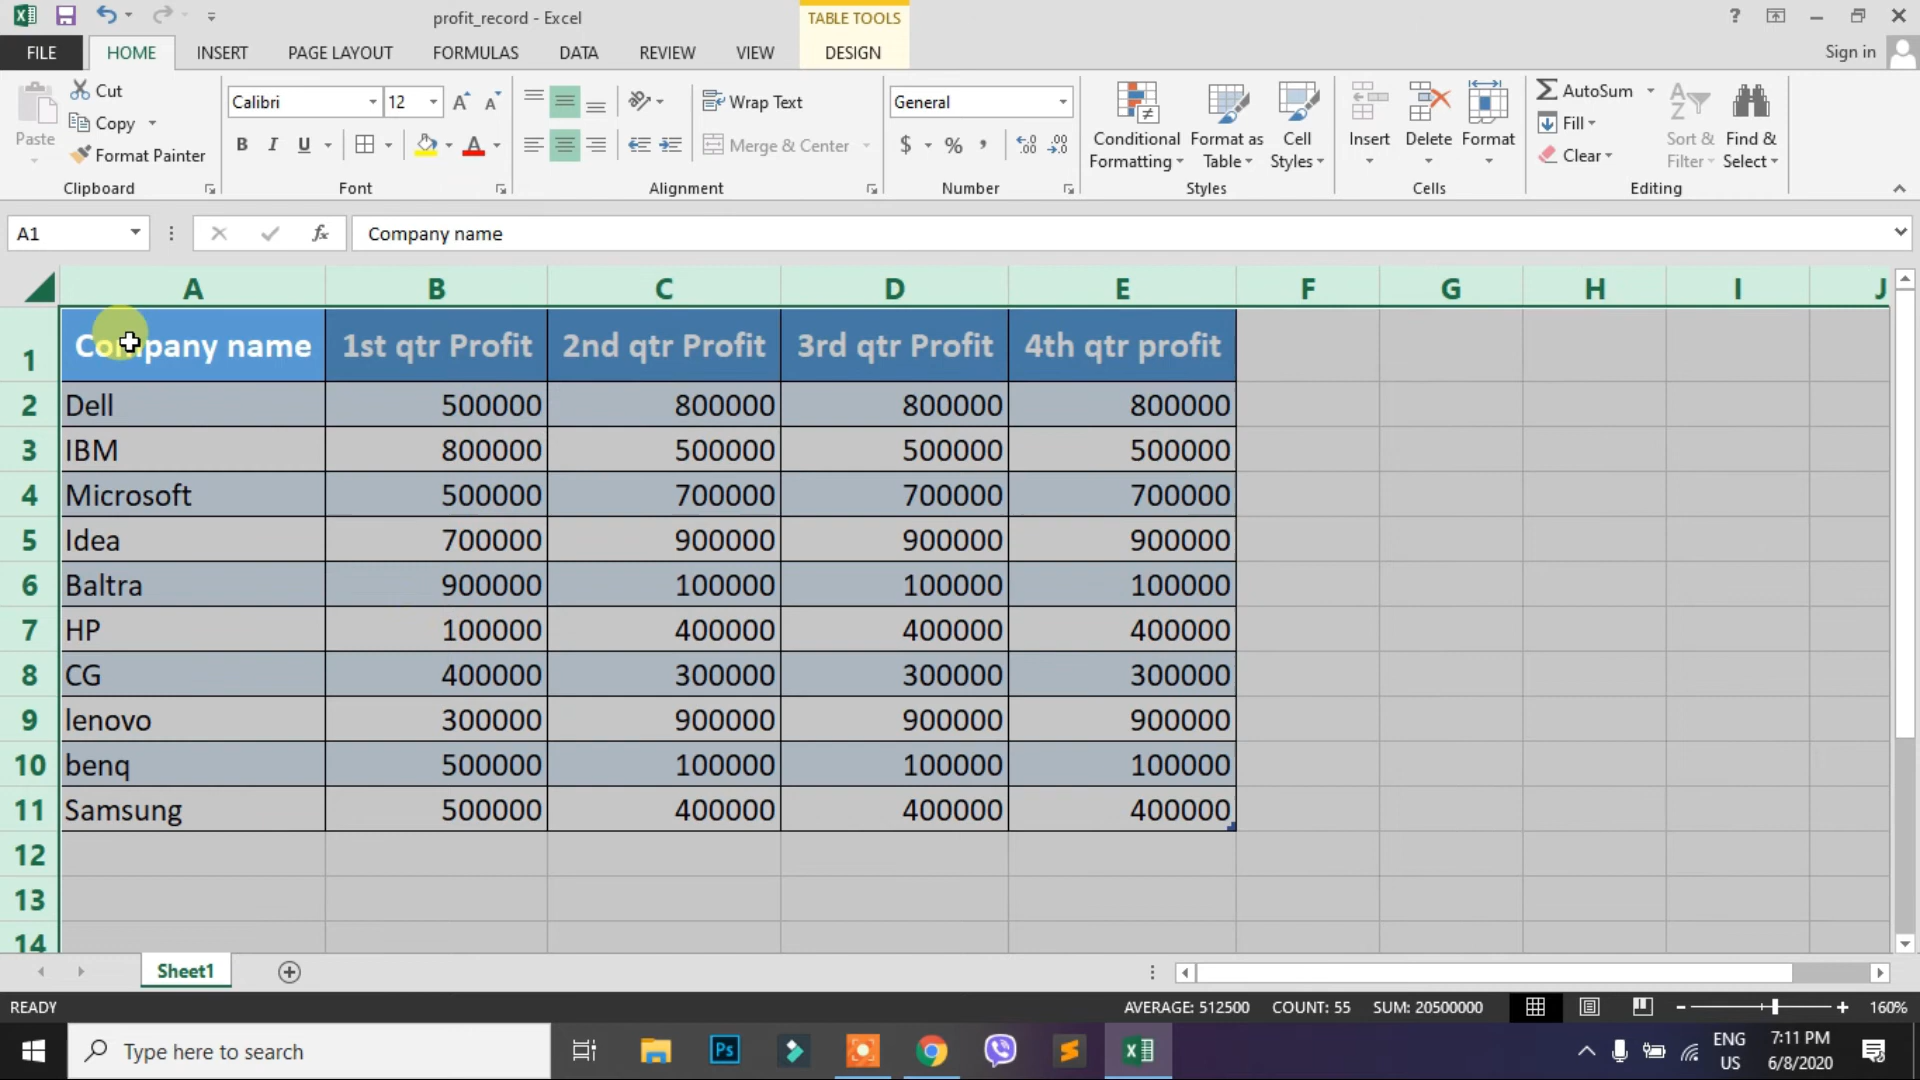 profit_record - Excel
TABLE TOOLS
? 
Sign in
FILE HOME INSERT PAGE LAYOUT FORMULAS DATA REVIEW VIEW DESIGN
Paste
Cut
Copy
Format Painter
Clipboard
Calibri 12
B I U A
Font
Wrap Text
Merge & Center
Alignment
General
$ % ,
Number
Conditional Formatting
Format as Table
Cell Styles
Styles
Insert
Delete
Format
Cells
AutoSum
Fill
Clear
Sort & Filter
Find & Select
Editing
A1 fx Company name
A B C D E F G H I J
1 Company name 1st qtr Profit 2nd qtr Profit 3rd qtr Profit 4th qtr profit
2 Dell 500000 800000 800000 800000
3 IBM 800000 500000 500000 500000
4 Microsoft 500000 700000 700000 700000
5 Idea 700000 900000 900000 900000
6 Baltra 900000 100000 100000 100000
7 HP 100000 400000 400000 400000
8 CG 400000 300000 300000 300000
9 lenovo 300000 900000 900000 900000
10 benq 500000 100000 100000 100000
11 Samsung 500000 400000 400000 400000
12
13
14
Sheet1
READY AVERAGE: 512500 COUNT: 55 SUM: 20500000 160%
Type here to search
Ps
ENG
US
7:11 PM
6/8/2020